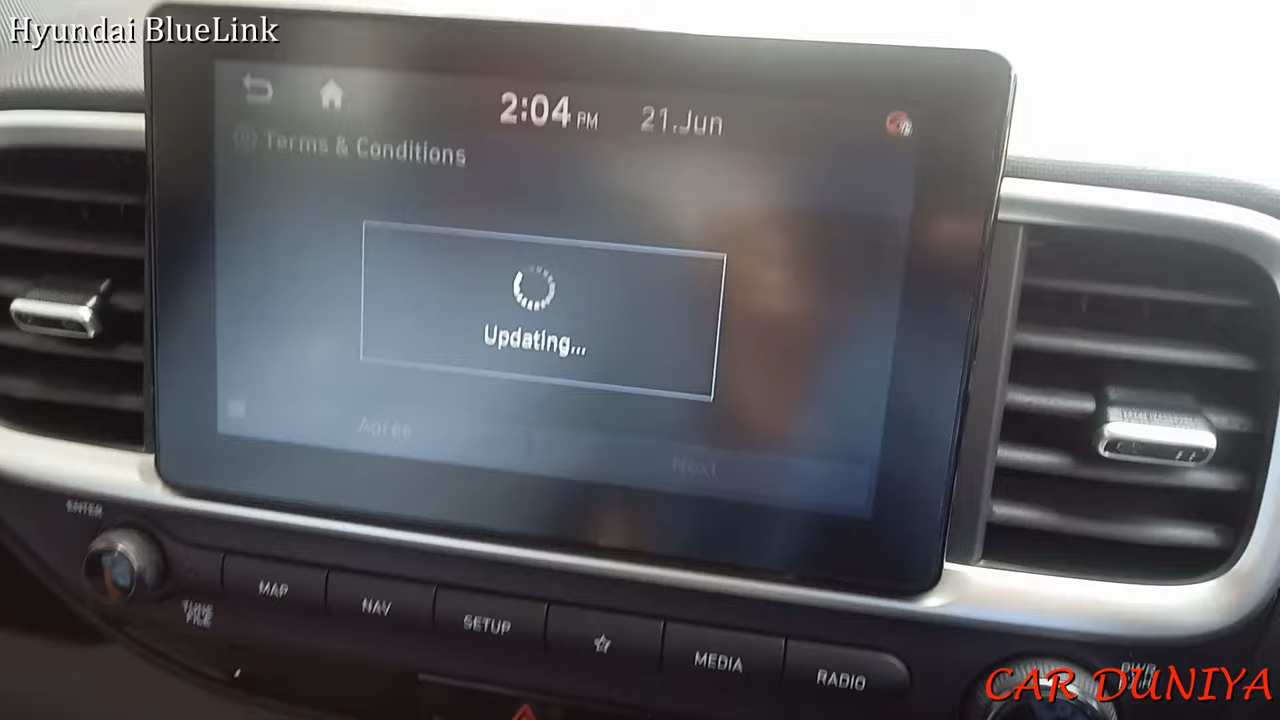 Hyundai BlueLink
2:04 PM 21.Jun
Terms & Conditions
Updating...
Agree
Next
ENTER
TUNE
FILE
MAP
NAV
SETUP
MEDIA
RADIO
PWR
CAR DUNIYA